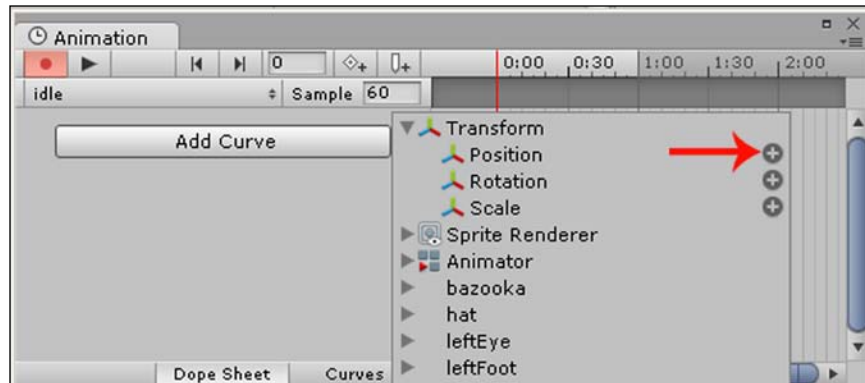 Animation
0 0:00 0:30 1:00 1:30 2:00
idle Sample 60
Add Curve
Transform
Position
Rotation
Scale
Sprite Renderer
Animator
bazooka
hat
leftEye
leftFoot
Dope Sheet Curves